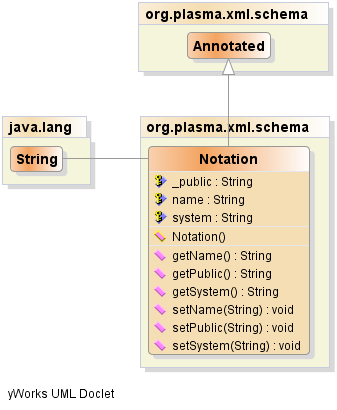 org.plasma.xml.schema
Annotated
java.lang
String
org.plasma.xml.schema
Notation
_public : String
name : String
system : String
Notation()
getName() : String
getPublic() : String
getSystem() : String
setName(String) : void
setPublic(String) : void
setSystem(String) : void
yWorks UML Doclet